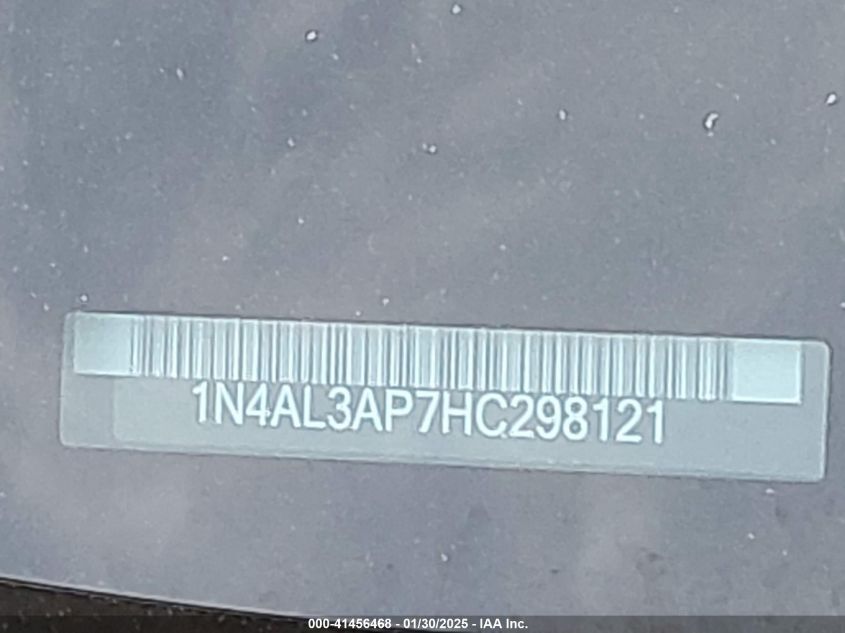 1N4AL3AP7HC298121
000-41456468 - 01/30/2025 - IAA Inc.